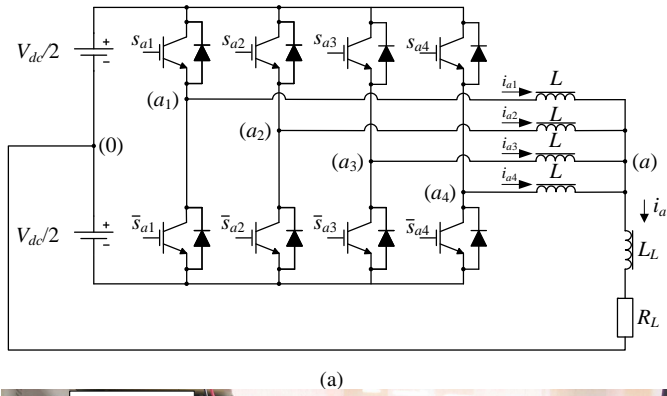 V_dc/2
s_a1
s_a2
s_a3
s_a4
(a_1)
(a_2)
(a_3)
(a_4)
(0)
i_a1 L
i_a2 L
i_a3 L
i_a4 L
(a)
V_dc/2
s̄_a1
s̄_a2
s̄_a3
s̄_a4
i_a
L_L
R_L
(a)